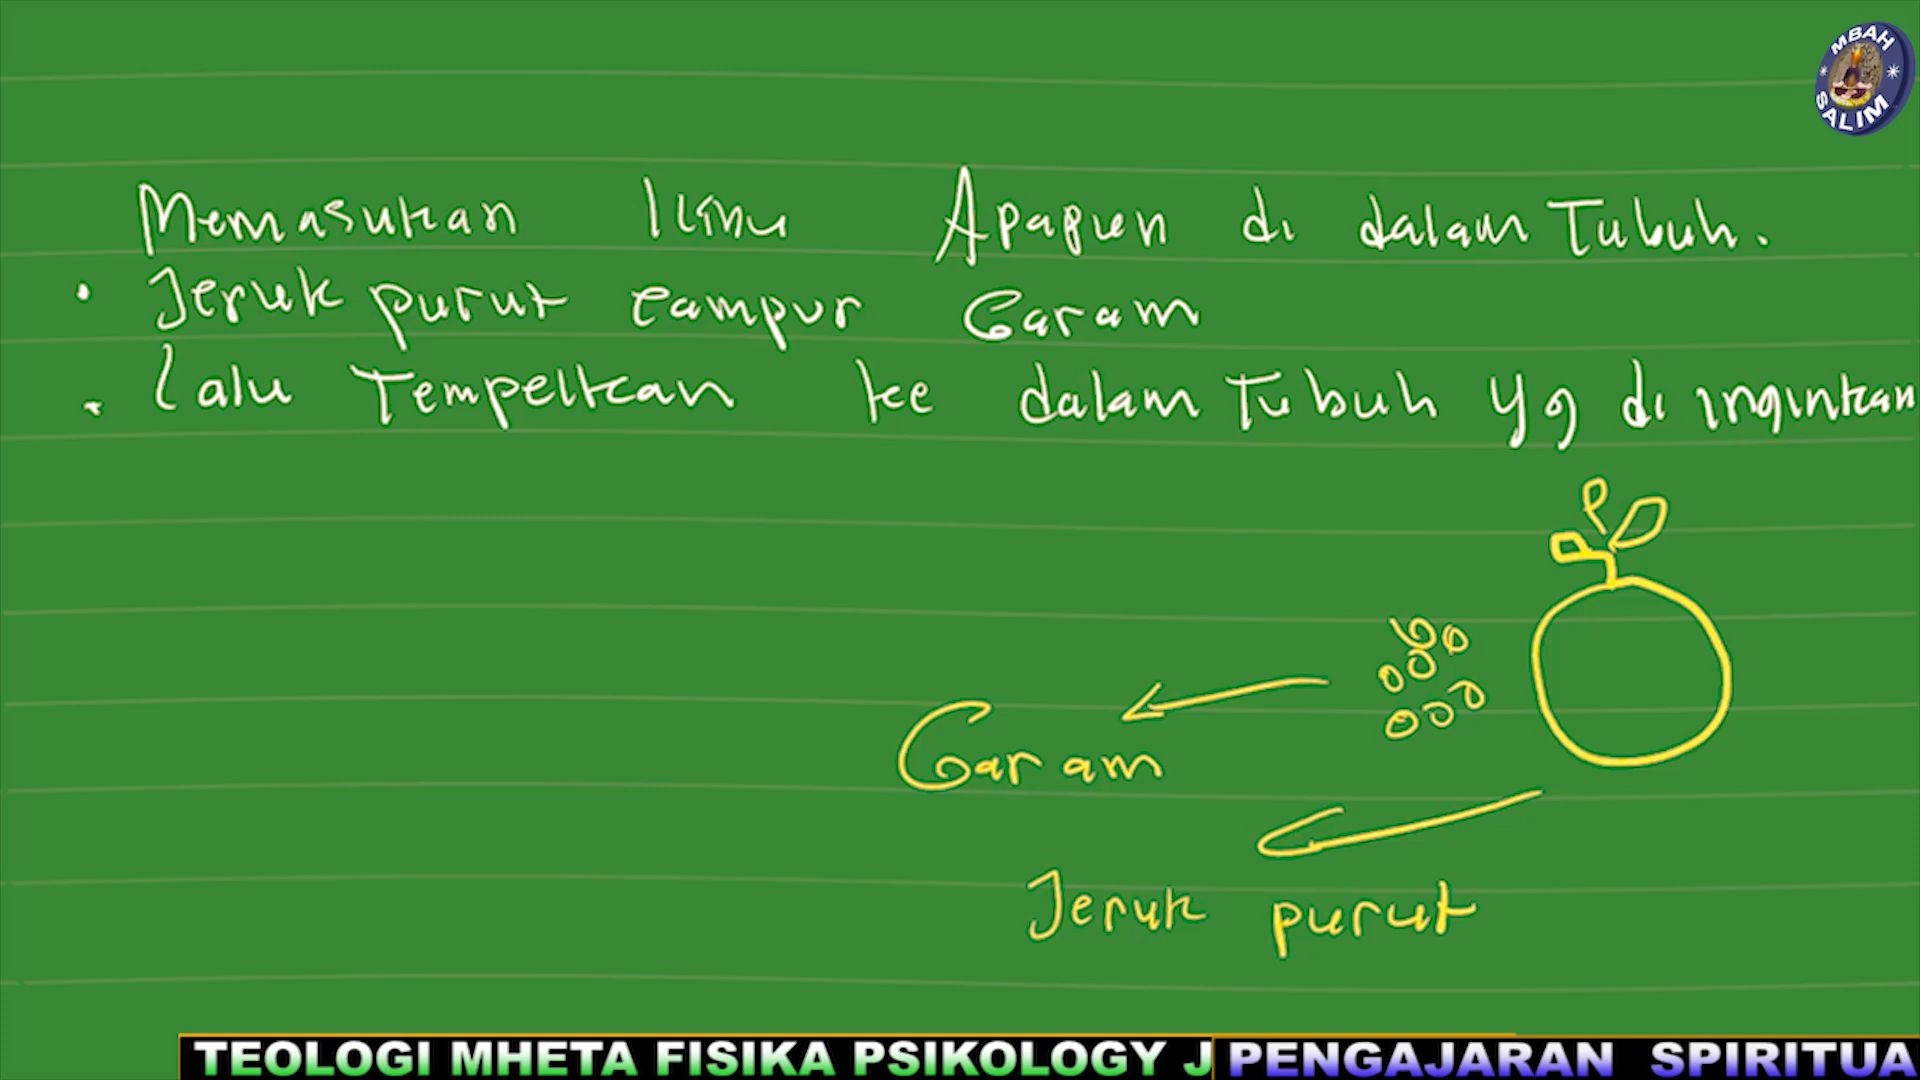 MBAH
SALIM
Memasukan Ilmu Apapun di dalam Tubuh.
• Jeruk purut campur Garam
• Lalu Tempelkan ke dalam Tubuh yg di inginkan
Garam
Jeruk purut
TEOLOGI MHETA FISIKA PSIKOLOGY J PENGAJARAN SPIRITUA